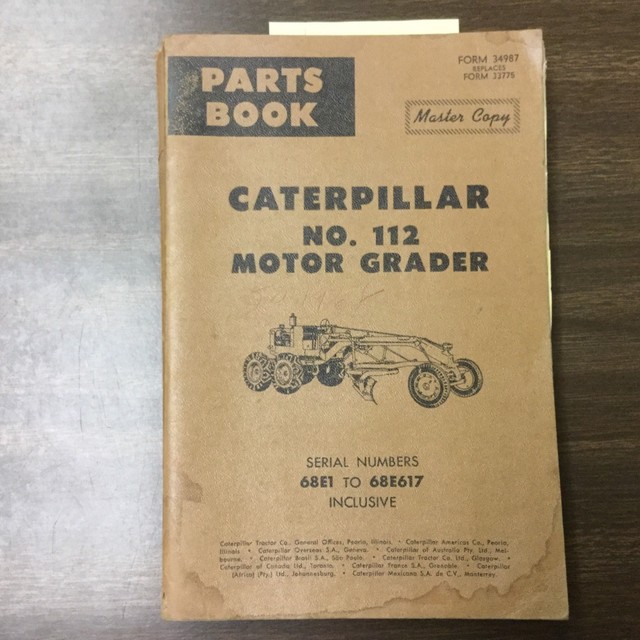 PARTS
BOOK
FORM 34987
REPLACES
FORM 33775
Master Copy
CATERPILLAR
NO. 112
MOTOR GRADER
SERIAL NUMBERS
68E1 TO 68E617
INCLUSIVE
Caterpillar Tractor Co., General Offices, Peoria, Illinois. • Caterpillar Americas Co., Peoria,
Illinois. • Caterpillar Overseas S.A., Geneva. • Caterpillar of Australia Pty. Ltd., Mel-
bourne. • Caterpillar Brasil S.A., São Paulo. • Caterpillar Tractor Co. Ltd., Glasgow. •
Caterpillar of Canada Ltd., Toronto. • Caterpillar France S.A., Grenoble. • Caterpillar
(Africa) (Pty.) Ltd., Johannesburg. • Caterpillar Mexicana S.A. de C.V., Monterrey.